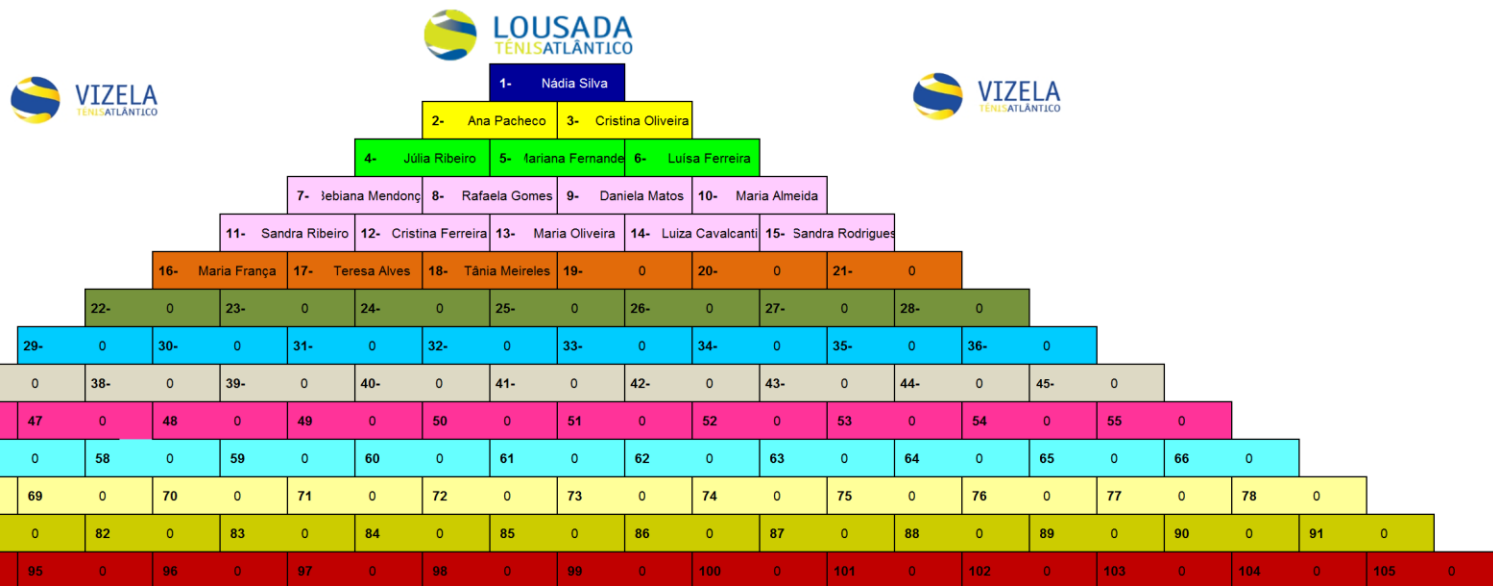 LOUSADA
TÉNISATLÂNTICO
VIZELA
TÉNISATLÂNTICO
VIZELA
TÉNISATLÂNTICO
1- Nádia Silva
2- Ana Pacheco 3- Cristina Oliveira
4- Júlia Ribeiro 5- Mariana Fernande 6- Luísa Ferreira
7- Bebiana Mendonç 8- Rafaela Gomes 9- Daniela Matos 10- Maria Almeida
11- Sandra Ribeiro 12- Cristina Ferreira 13- Maria Oliveira 14- Luiza Cavalcanti 15- Sandra Rodrigues
16- Maria França 17- Teresa Alves 18- Tânia Meireles 19- 0 20- 0 21- 0
22- 0 23- 0 24- 0 25- 0 26- 0 27- 0 28- 0
29- 0 30- 0 31- 0 32- 0 33- 0 34- 0 35- 0 36- 0
0 38- 0 39- 0 40- 0 41- 0 42- 0 43- 0 44- 0 45- 0
47 0 48 0 49 0 50 0 51 0 52 0 53 0 54 0 55 0
0 58 0 59 0 60 0 61 0 62 0 63 0 64 0 65 0 66 0
69 0 70 0 71 0 72 0 73 0 74 0 75 0 76 0 77 0 78 0
0 82 0 83 0 84 0 85 0 86 0 87 0 88 0 89 0 90 0 91 0
95 0 96 0 97 0 98 0 99 0 100 0 101 0 102 0 103 0 104 0 105 0